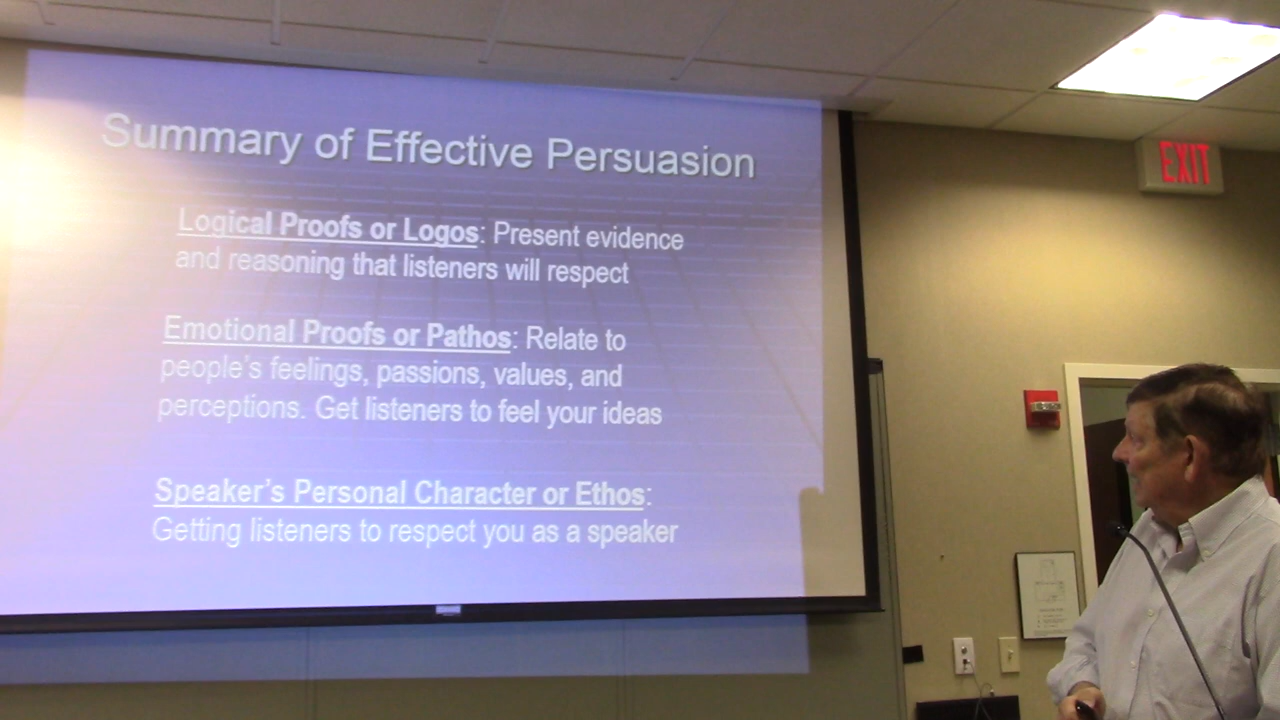 Summary of Effective Persuasion
Logical Proofs or Logos: Present evidence
and reasoning that listeners will respect
Emotional Proofs or Pathos: Relate to
people's feelings, passions, values, and
perceptions. Get listeners to feel your ideas
Speaker's Personal Character or Ethos:
Getting listeners to respect you as a speaker
EXIT